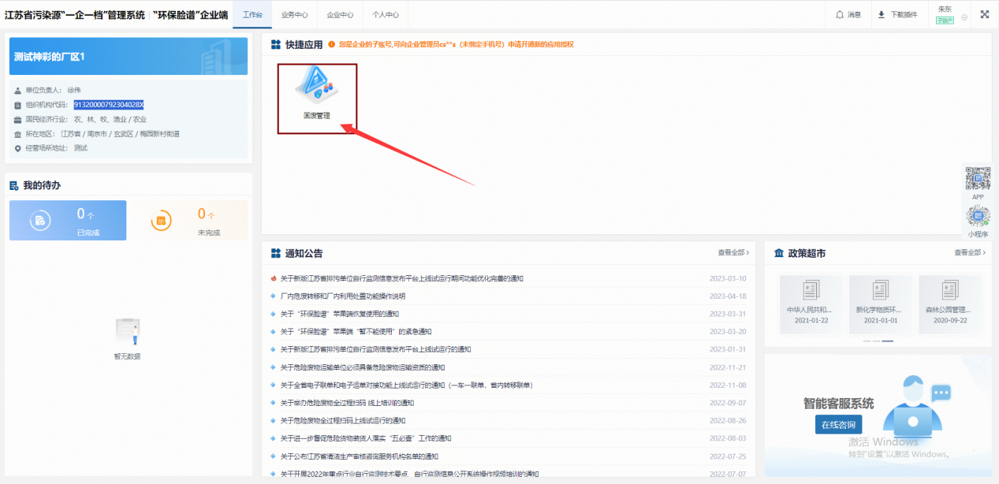 江苏省污染源“一企一档”管理系统 | “环保脸谱”企业端
工作台
业务中心
企业中心
个人中心
消息
下载插件
朱东
子账户
测试神彩的厂区1
单位负责人: 徐伟
组织机构代码: 91320000792304028X
国民经济行业: 农、林、牧、渔业 / 农业
所在地区: 江苏省 / 南京市 / 玄武区 / 梅园新村街道
经营场所地址: 测试
快捷应用
您是企业的子账号,可向企业管理员cs**s（未绑定手机号）申请开通新的应用授权
固废管理
APP
小程序
我的待办
0个
已完成
0个
未完成
暂无数据
通知公告
查看全部 >
关于新版江苏省排污单位自行监测信息发布平台上线试运行期间功能优化完善的通知 2023-03-10
厂内危废转移和厂内利用处置功能操作说明 2023-04-18
关于“环保脸谱”苹果端恢复使用的通知 2023-03-31
关于“环保脸谱”苹果端“暂不能使用”的紧急通知 2023-03-20
关于新版江苏省排污单位自行监测信息发布平台上线试运行的通知 2023-01-31
关于危险废物运输单位必须具备危险废物运输资质的通知 2022-11-21
关于全省电子联单和电子运单对接功能上线试运行的通知（一车一联单，省内转移联单） 2022-11-08
关于举办危险废物全过程扫码 线上培训的通知 2022-09-07
关于危险废物全过程扫码上线试运行的通知 2022-08-26
关于进一步督促危险货物装货人落实“五必查”工作的通知 2022-08-03
关于公布江苏省清洁生产审核咨询服务机构名单的通知 2022-07-25
关于开展2022年重点行业自行监测技术要点、自行监测信息公开系统操作视频培训的通知 2022-07-07
政策超市
查看全部 >
中华人民共和...
2021-01-22
新化学物质环...
2021-01-01
森林公园管理...
2020-09-22
智能客服系统
在线咨询
激活 Windows
转到“设置”以激活 Windows。